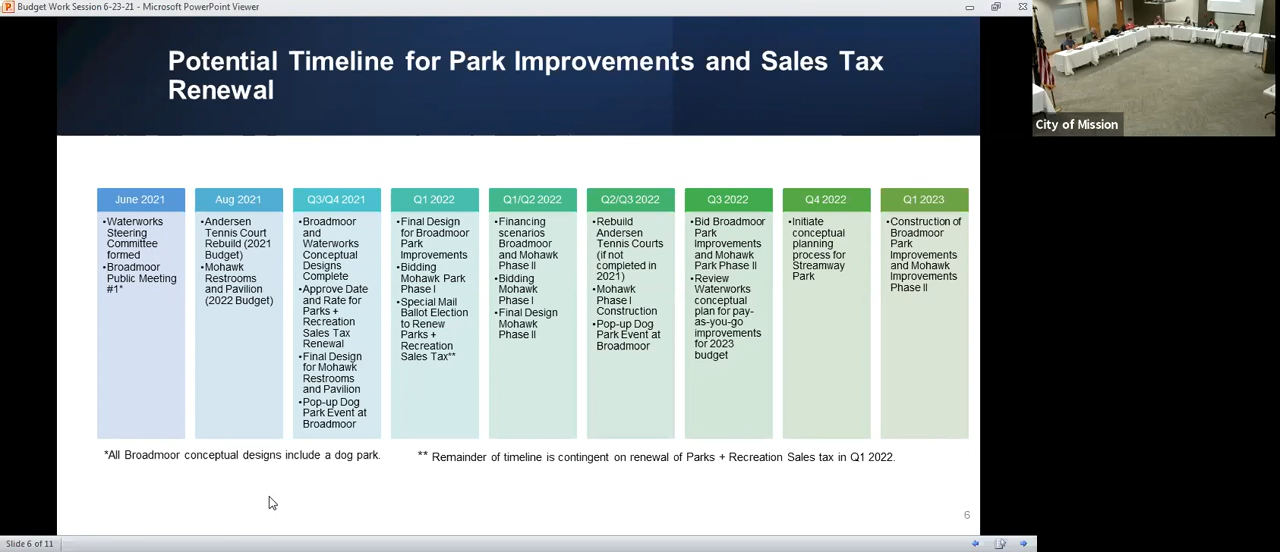 Budget Work Session 6-23-21 - Microsoft PowerPoint Viewer
Potential Timeline for Park Improvements and Sales Tax
Renewal
City of Mission
June 2021
•Waterworks
Steering
Committee
formed
•Broadmoor
Public Meeting
#1*
Aug 2021
•Andersen
Tennis Court
Rebuild (2021
Budget)
•Mohawk
Restrooms
and Pavilion
(2022 Budget)
Q3/Q4 2021
•Broadmoor
and
Waterworks
Conceptual
Designs
Complete
•Approve Date
and Rate for
Parks +
Recreation
Sales Tax
Renewal
•Final Design
for Mohawk
Restrooms
and Pavilion
•Pop-up Dog
Park Event at
Broadmoor
Q1 2022
•Final Design
for Broadmoor
Park
Improvements
•Bidding
Mohawk Park
Phase I
•Special Mail
Ballot Election
to Renew
Parks +
Recreation
Sales Tax**
Q1/Q2 2022
•Financing
scenarios
Broadmoor
and Mohawk
Phase II
•Bidding
Mohawk
Phase I
•Final Design
Mohawk
Phase II
Q2/Q3 2022
•Rebuild
Andersen
Tennis Courts
(if not
completed in
2021)
•Mohawk
Phase I
Construction
•Pop-up Dog
Park Event at
Broadmoor
Q3 2022
•Bid Broadmoor
Park
Improvements
and Mohawk
Park Phase II
•Review
Waterworks
conceptual
plan for pay-
as-you-go
improvements
for 2023
budget
Q4 2022
•Initiate
conceptual
planning
process for
Streamway
Park
Q1 2023
•Construction of
Broadmoor
Park
Improvements
and Mohawk
Improvements
Phase II
*All Broadmoor conceptual designs include a dog park.
** Remainder of timeline is contingent on renewal of Parks + Recreation Sales tax in Q1 2022.
6
Slide 6 of 11